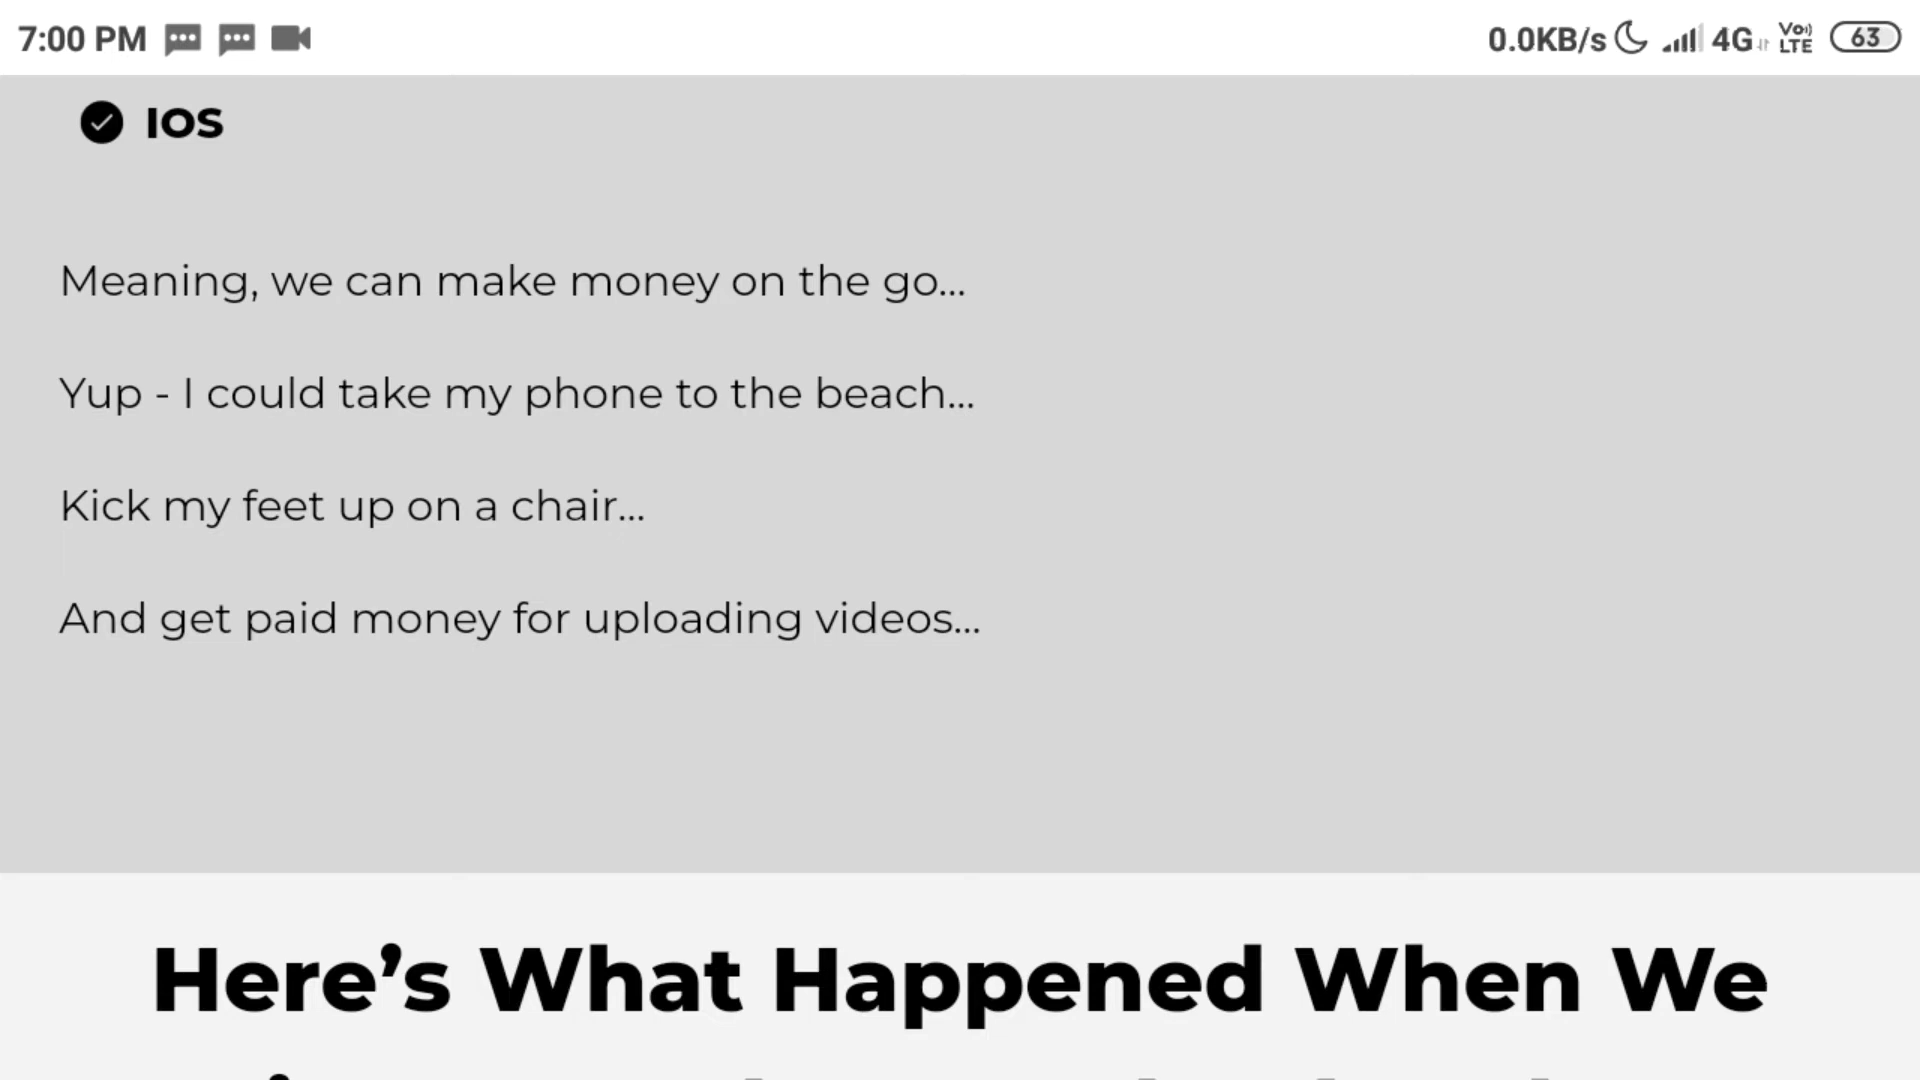 7:00 PM 0.0KB/s 4G Vo) LTE 63
IOS
Meaning, we can make money on the go...
Yup - I could take my phone to the beach...
Kick my feet up on a chair...
And get paid money for uploading videos...
Here’s What Happened When We